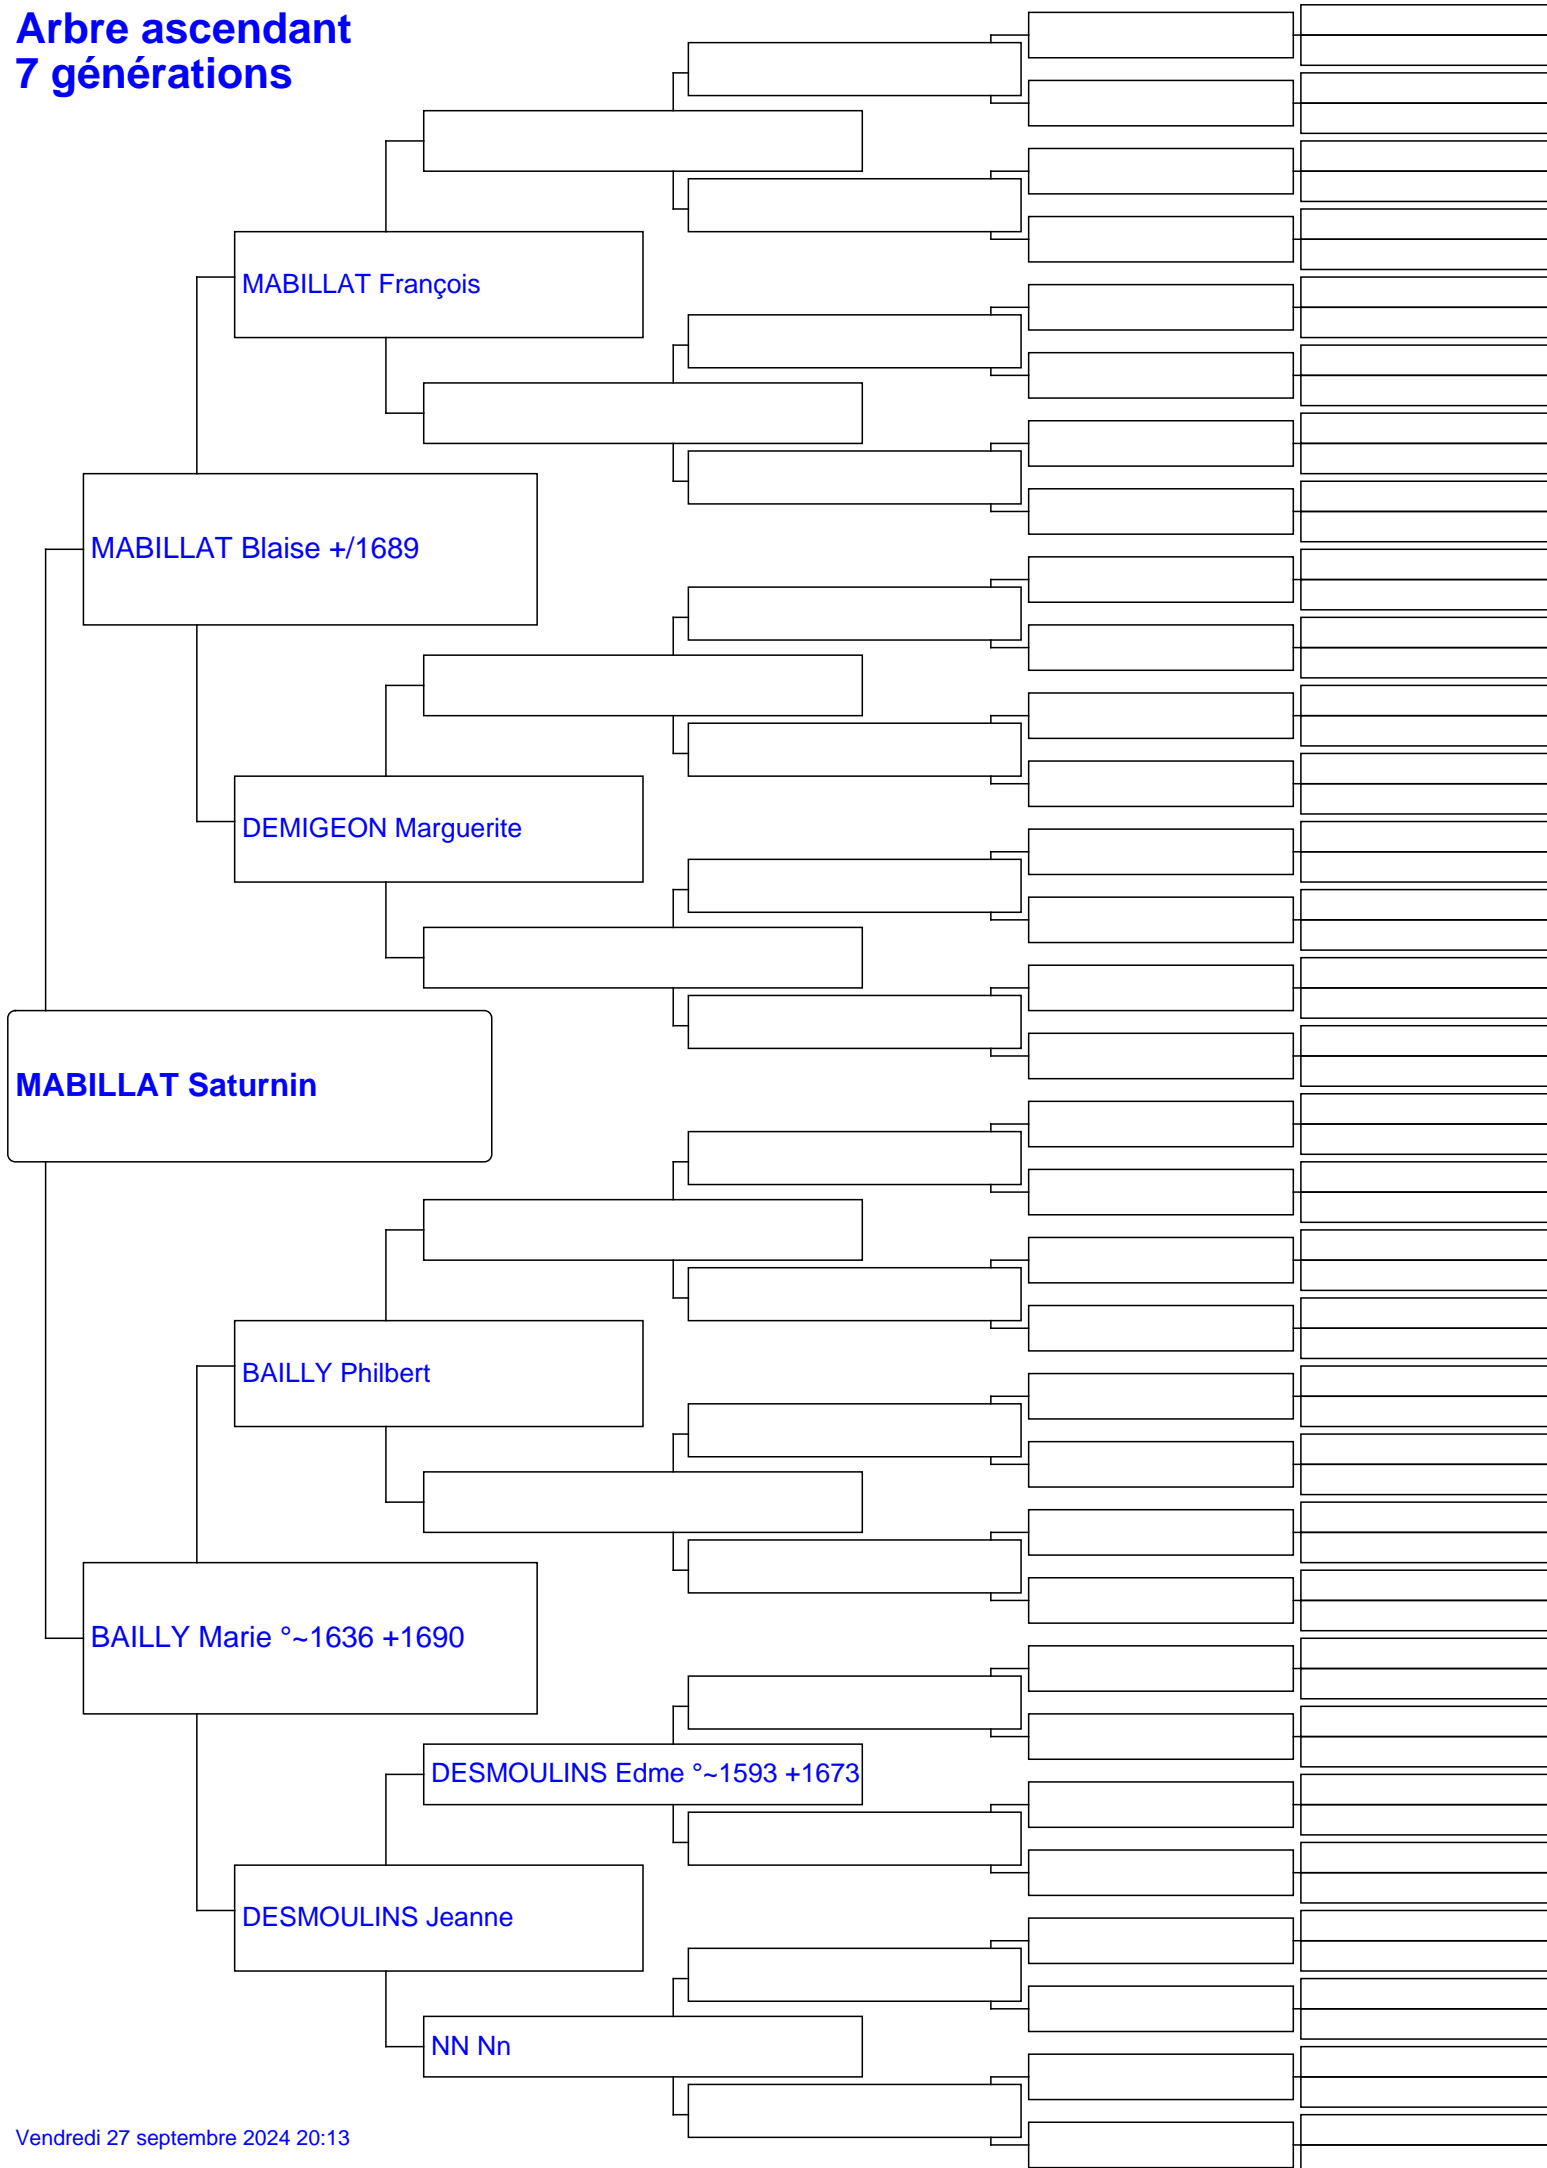 Arbre ascendant
7 générations
MABILLAT François
MABILLAT Blaise +/1689
DEMIGEON Marguerite
MABILLAT Saturnin
BAILLY Philbert
BAILLY Marie °~1636 +1690
DESMOULINS Edme °~1593 +1673
DESMOULINS Jeanne
NN Nn
Vendredi 27 septembre 2024 20:13